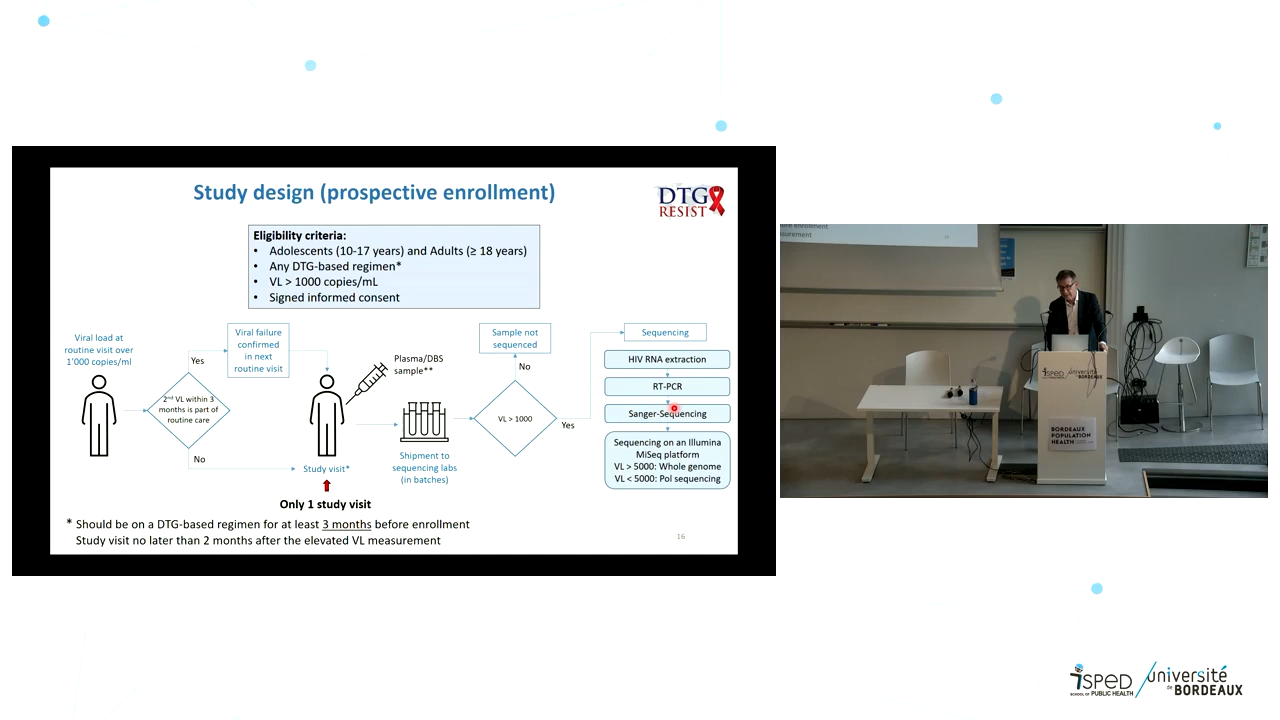 Study design (prospective enrollment)
DTG
RESIST
Eligibility criteria:
• Adolescents (10-17 years) and Adults (≥ 18 years)
• Any DTG-based regimen*
• VL > 1000 copies/mL
• Signed informed consent
Viral load at
routine visit over
1'000 copies/ml
Yes
2nd VL within 3
months is part of
routine care
No
Viral failure
confirmed
in next
routine visit
Plasma/DBS
sample**
Study visit*
Only 1 study visit
Shipment to
sequencing labs
(in batches)
Sample not
sequenced
No
VL > 1000
Yes
Sequencing
HIV RNA extraction
RT-PCR
Sanger-Sequencing
Sequencing on an Illumina
MiSeq platform
VL > 5000: Whole genome
VL < 5000: Pol sequencing
* Should be on a DTG-based regimen for at least 3 months before enrollment
Study visit no later than 2 months after the elevated VL measurement
16
iSPED
université
de BORDEAUX
BORDEAUX
POPULATION
HEALTH
iSPED
SCHOOL OF PUBLIC HEALTH
université
de BORDEAUX